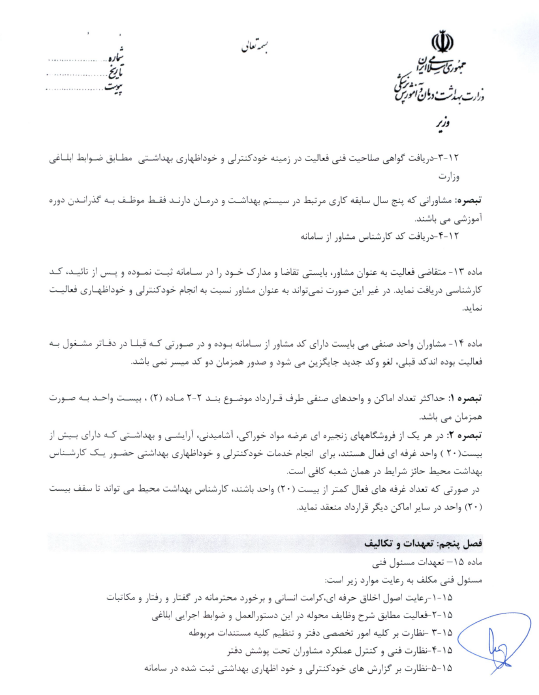 بسمه تعالی
جمهوری اسلامی ایران
وزارت بهداشت، درمان و آموزش پزشکی
وزیر
شماره
تاریخ
پیوست
۳-۱۲-دریافت گواهی صلاحیت فنی فعالیت در زمینه خودکنترلی و خوداظهاری بهداشتی مطابق ضوابط ابلاغی
وزارت
تبصره: مشاورانی که پنج سال سابقه کاری مرتبط در سیستم بهداشت و درمان دارند فقط موظف به گذراندن دوره
آموزشی می باشند.
۴-۱۲-دریافت کد کارشناس مشاور از سامانه
ماده ۱۳- متقاضی فعالیت به عنوان مشاور، بایستی تقاضا و مدارک خود را در سامانه ثبت نموده و پس از تائید، کد
کارشناسی دریافت نماید. در غیر این صورت نمی‌تواند به عنوان مشاور نسبت به انجام خودکنترلی و خوداظهاری فعالیت
نماید.
ماده ۱۴- مشاوران واحد صنفی می بایست دارای کد مشاور از سامانه بوده و در صورتی که قبلا در دفاتر مشغول به
فعالیت بوده اندکد قبلی، لغو وکد جدید جایگزین می شود و صدور همزمان دو کد میسر نمی باشد.
تبصره ۱: حداکثر تعداد اماکن و واحدهای صنفی طرف قرارداد موضوع بند ۲-۲ ماده (۲) ، بیست واحد به صورت
همزمان می باشد.
تبصره ۲: در هر یک از فروشگاههای زنجیره ای عرضه مواد خوراکی، آشامیدنی، آرایشی و بهداشتی که دارای بیش از
بیست(۲۰ ) واحد غرفه ای فعال هستند، برای انجام خدمات خودکنترلی و خوداظهاری بهداشتی حضور یک کارشناس
بهداشت محیط حائز شرایط در همان شعبه کافی است.
در صورتی که تعداد غرفه های فعال کمتر از بیست (۲۰) واحد باشند، کارشناس بهداشت محیط می تواند تا سقف بیست
(۲۰) واحد در سایر اماکن دیگر قرارداد منعقد نماید.
فصل پنجم: تعهدات و تکالیف
ماده ۱۵– تعهدات مسئول فنی
مسئول فنی مکلف به رعایت موارد زیر است:
۱-۱۵-رعایت اصول اخلاق حرفه ای،کرامت انسانی و برخورد محترمانه در گفتار و رفتار و مکاتبات
۲-۱۵-فعالیت مطابق شرح وظایف محوله در این دستورالعمل و ضوابط اجرایی ابلاغی
۳-۱۵ -نظارت بر کلیه امور تخصصی دفتر و تنظیم کلیه مستندات مربوطه
۴-۱۵-نظارت فنی و کنترل عملکرد مشاوران تحت پوشش دفتر
۵-۱۵-نظارت بر گزارش های خودکنترلی و خود اظهاری بهداشتی ثبت شده در سامانه